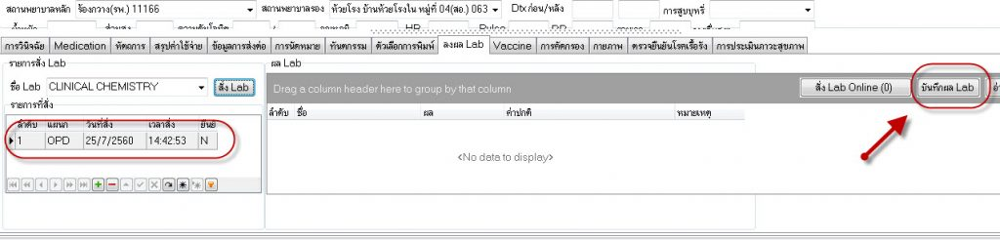 สถานพยาบาลหลัก ร้องกวาง(รพ.) 11166 สถานพยาบาลรอง ห้วยโรง บ้านห้วยโรงใน หมู่ที่ 04(สอ.) 063 Dtx ก่อน/หลัง การสูบบุหรี่
การวินิจฉัย Medication หัตถการ สรุปค่าใช้จ่าย ข้อมูลการส่งต่อ การนัดหมาย ทันตกรรม ตัวเลือกการพิมพ์ ลงผล Lab Vaccine การคัดกรอง กายภาพ ตรวจยืนยันโรคเรื้อรัง การประเมินภาวะสุขภาพ
รายการสั่ง Lab ผล Lab
ชื่อ Lab CLINICAL CHEMISTRY สั่ง Lab
Drag a column header here to group by that column สั่ง Lab Online (0) บันทึกผล Lab
รายการที่สั่ง
ลำดับ ชื่อ ผล ค่าปกติ หมายเหตุ
ลำดับ แผนก วันที่สั่ง เวลาสั่ง ยืนยั
1 OPD 25/7/2560 14:42:53 N
<No data to display>